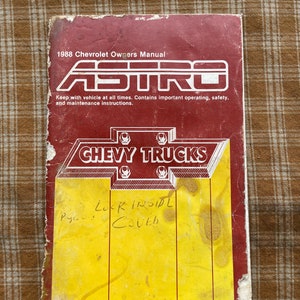 1988 Chevrolet Owners Manual
ASTRO
Keep with vehicle at all times. Contains important operating, safety,
and maintenance instructions.
CHEVY TRUCKS